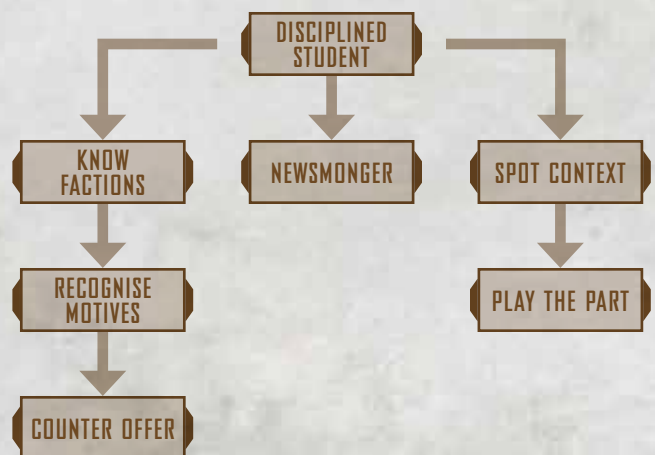 DISCIPLINED
STUDENT
KNOW
FACTIONS
NEWSMONGER
SPOT CONTEXT
RECOGNISE
MOTIVES
PLAY THE PART
COUNTER OFFER